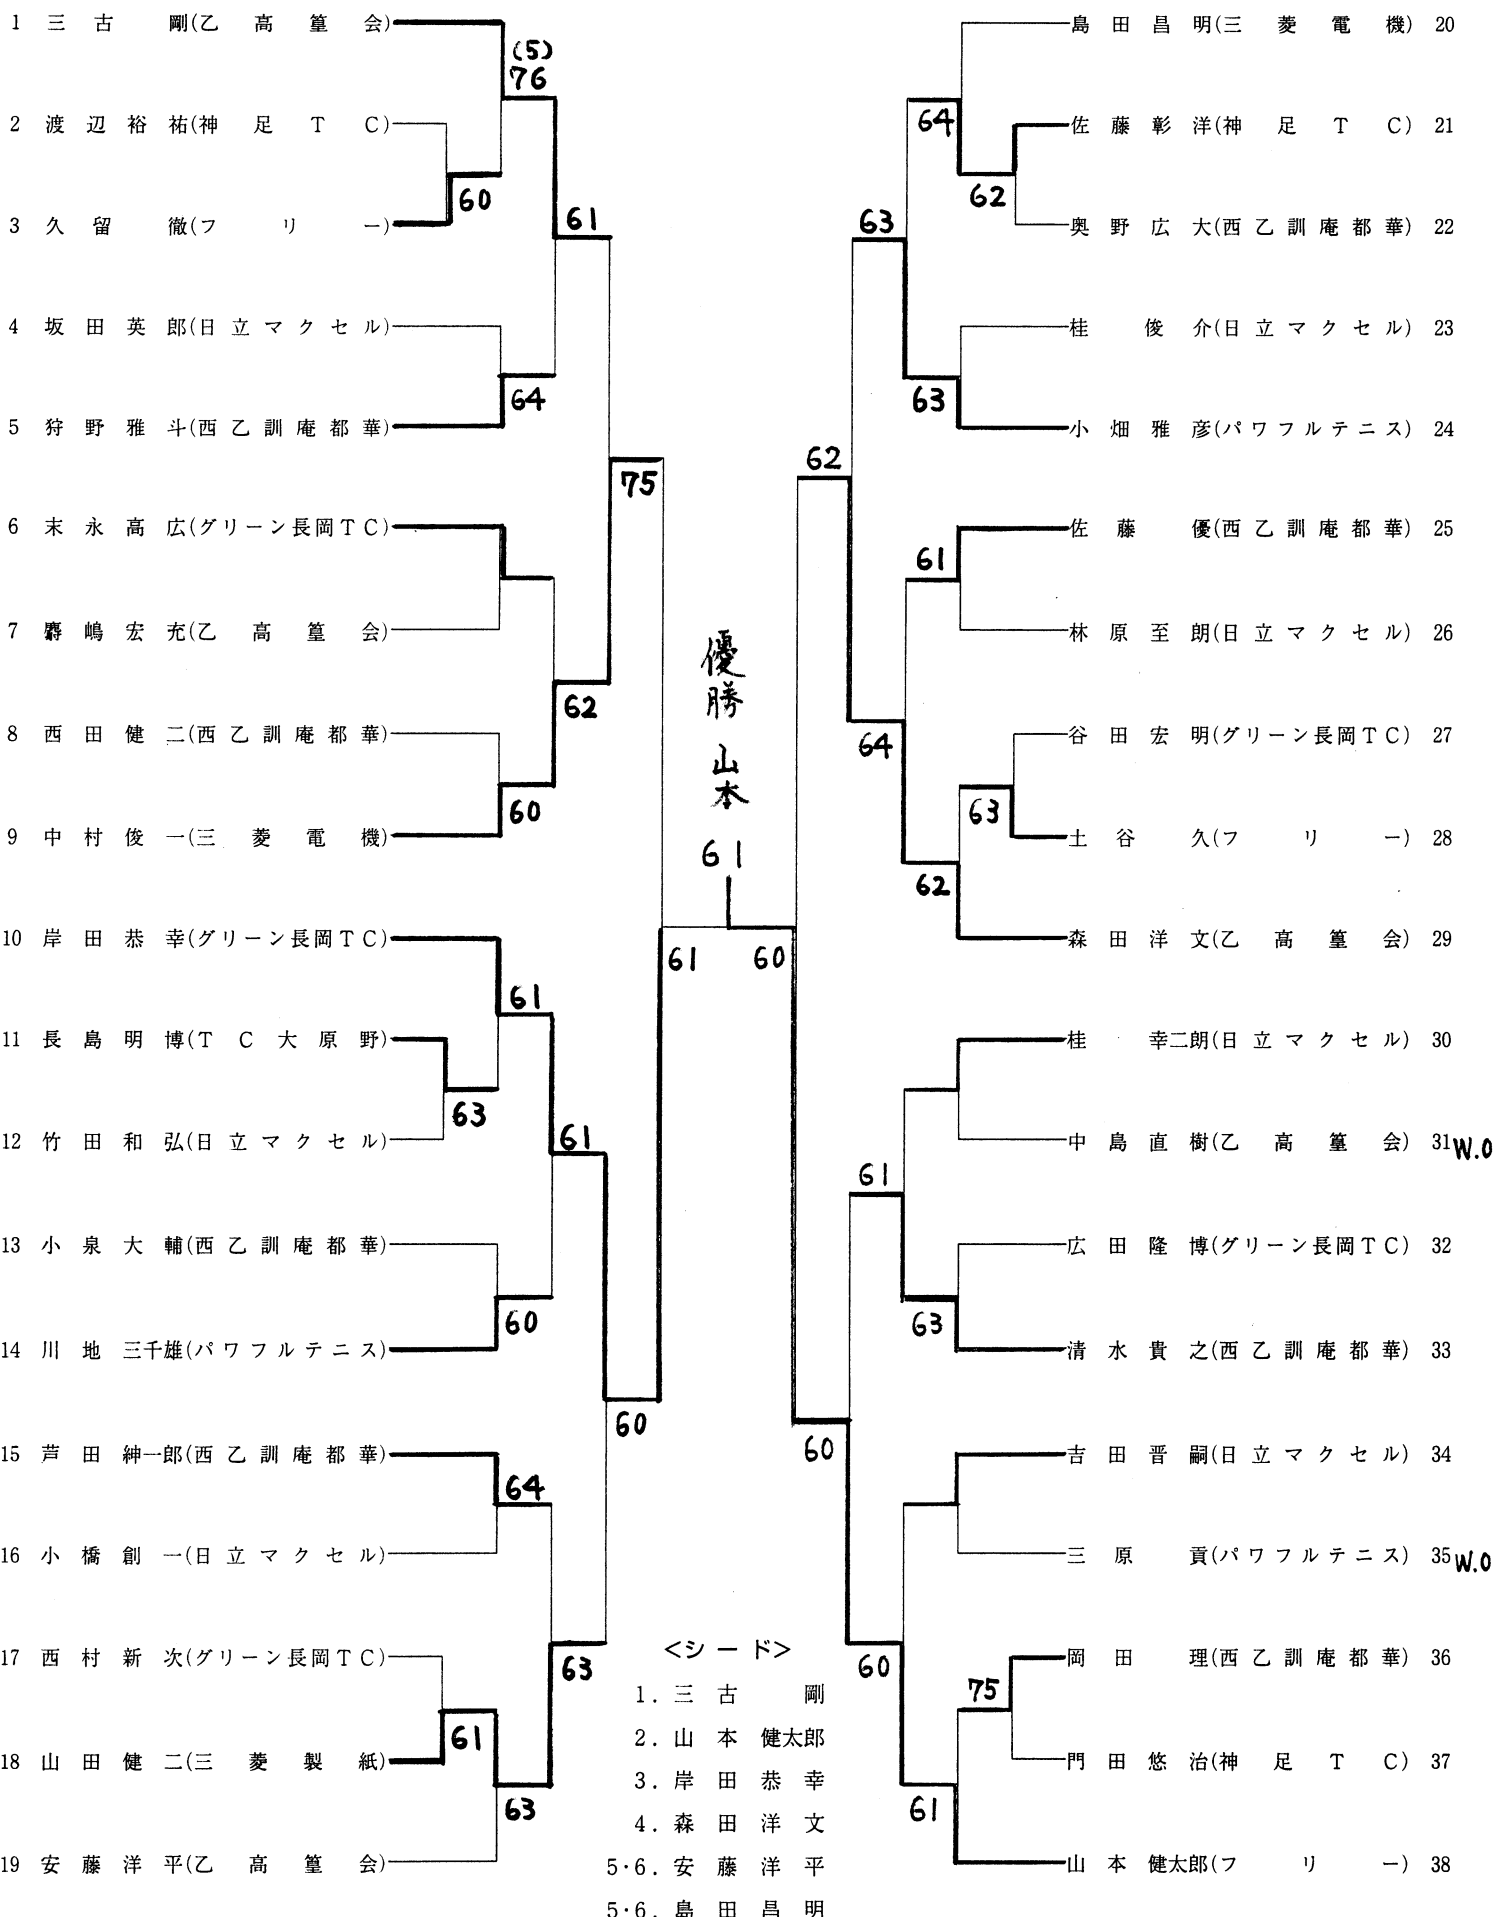 1 三古 剛(乙高篁会)
(5)
76
2 渡辺裕祐(神足TC)
60
3 久留 徹(フリー)
61
4 坂田英郎(日立マクセル)
64
5 狩野雅斗(西乙訓庵都華)
75
6 末永高広(グリーン長岡TC)
7 嶋宏充(乙高篁会)
62
8 西田健二(西乙訓庵都華)
60
9 中村俊一(三菱電機)
10 岸田恭幸(グリーン長岡TC)
61
61
11 長島明博(TC大原野)
63
12 竹田和弘(日立マクセル)
61
13 小泉大輔(西乙訓庵都華)
60
14 川地三千雄(パワフルテニス)
60
15 芦田紳一郎(西乙訓庵都華)
64
16 小橋創一(日立マクセル)
17 西村新次(グリーン長岡TC)
63
61
18 山田健二(三菱製紙)
63
19 安藤洋平(乙高篁会)
優勝 山本
61
島田昌明(三菱電機) 20
64
佐藤彰洋(神足TC) 21
62
奥野広大(西乙訓庵都華) 22
63
桂 俊介(日立マクセル) 23
63
小畑雅彦(パワフルテニス) 24
62
佐藤 優(西乙訓庵都華) 25
61
林原至朗(日立マクセル) 26
谷田宏明(グリーン長岡TC) 27
64
63
土谷 久(フリー) 28
62
森田洋文(乙高篁会) 29
60
桂 幸二朗(日立マクセル) 30
中島直樹(乙高篁会) 31 W.O
61
広田隆博(グリーン長岡TC) 32
63
清水貴之(西乙訓庵都華) 33
60
吉田晋嗣(日立マクセル) 34
三原 貢(パワフルテニス) 35 W.O
岡田 理(西乙訓庵都華) 36
60
75
門田悠治(神足TC) 37
61
山本健太郎(フリー) 38
<シード>
1. 三古 剛
2. 山本健太郎
3. 岸田恭幸
4. 森田洋文
5・6. 安藤洋平
5・6. 島田昌明